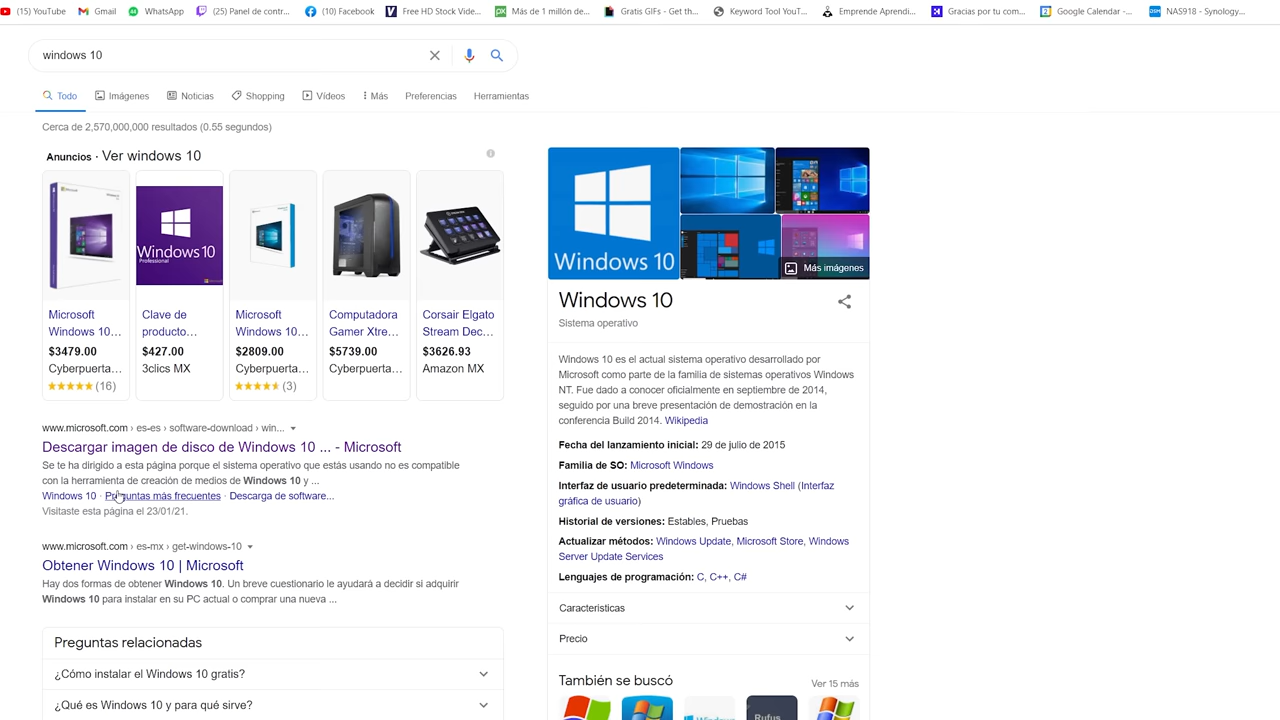 (15) YouTube Gmail WhatsApp (25) Panel de contr... (10) Facebook Free HD Stock Vide... Más de 1 millón de... Gratis GIFs - Get th... Keyword Tool YouT... Emprende Aprendi... Gracias por tu com... Google Calendar -... NAS918 - Synology...
windows 10
Todo Imágenes Noticias Shopping Vídeos Más Preferencias Herramientas
Cerca de 2,570,000,000 resultados (0.55 segundos)
Anuncios · Ver windows 10
Windows 10
Professional
Microsoft Windows 10...
$3479.00
Cyberpuerta...
(16)
Clave de producto...
$427.00
3clics MX
Microsoft Windows 10...
$2809.00
Cyberpuerta...
(3)
Computadora Gamer Xtre...
$5739.00
Cyberpuerta...
Corsair Elgato Stream Dec...
$3626.93
Amazon MX
www.microsoft.com › es-es › software-download › win...
Descargar imagen de disco de Windows 10 ... - Microsoft
Se te ha dirigido a esta página porque el sistema operativo que estás usando no es compatible
con la herramienta de creación de medios de Windows 10 y ...
Windows 10 · Preguntas más frecuentes · Descarga de software...
Visitaste esta página el 23/01/21.
www.microsoft.com › es-mx › get-windows-10
Obtener Windows 10 | Microsoft
Hay dos formas de obtener Windows 10. Un breve cuestionario le ayudará a decidir si adquirir
Windows 10 para instalar en su PC actual o comprar una nueva ...
Preguntas relacionadas
¿Cómo instalar el Windows 10 gratis?
¿Qué es Windows 10 y para qué sirve?
Windows 10
Más imágenes
Windows 10
Sistema operativo
Windows 10 es el actual sistema operativo desarrollado por
Microsoft como parte de la familia de sistemas operativos Windows
NT. Fue dado a conocer oficialmente en septiembre de 2014,
seguido por una breve presentación de demostración en la
conferencia Build 2014. Wikipedia
Fecha del lanzamiento inicial: 29 de julio de 2015
Familia de SO: Microsoft Windows
Interfaz de usuario predeterminada: Windows Shell (Interfaz
gráfica de usuario)
Historial de versiones: Estables, Pruebas
Actualizar métodos: Windows Update, Microsoft Store, Windows
Server Update Services
Lenguajes de programación: C, C++, C#
Caracteristicas
Precio
También se buscó
Ver 15 más
Rufus